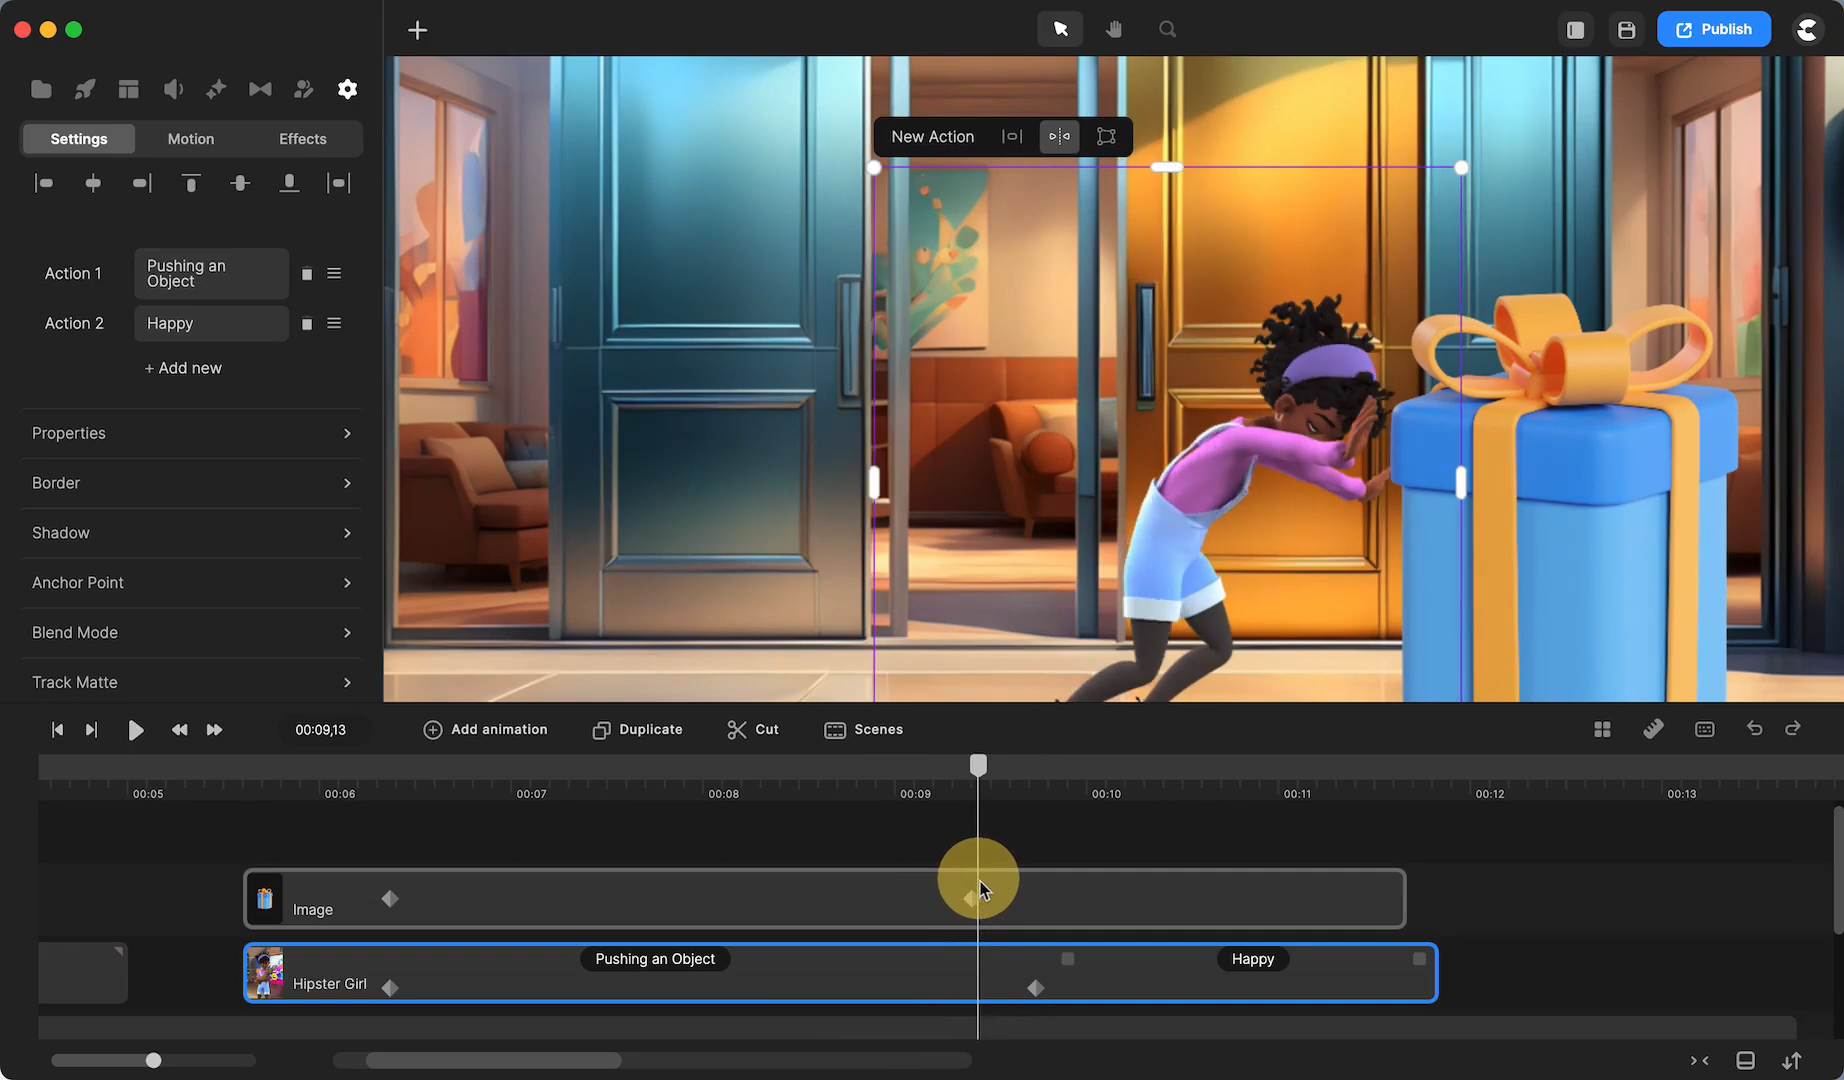 Publish
Settings
Motion
Effects
New Action
Action 1
Pushing an
Object
Action 2
Happy
+ Add new
Properties
Border
Shadow
Anchor Point
Blend Mode
Track Matte
00:09,13
Add animation
Duplicate
Cut
Scenes
00:05
00:06
00:07
00:08
00:09
00:10
00:11
00:12
00:13
Image
Pushing an Object
Happy
Hipster Girl